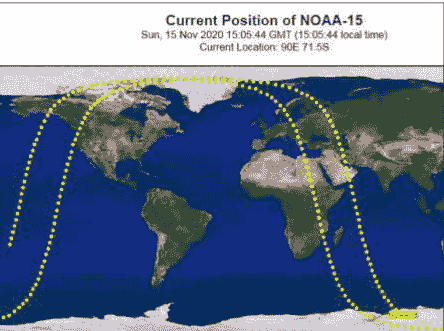 Current Position of NOAA-15
Sun, 15 Nov 2020 15:05:44 GMT (15:05:44 local time)
Current Location: 90E 71.5S